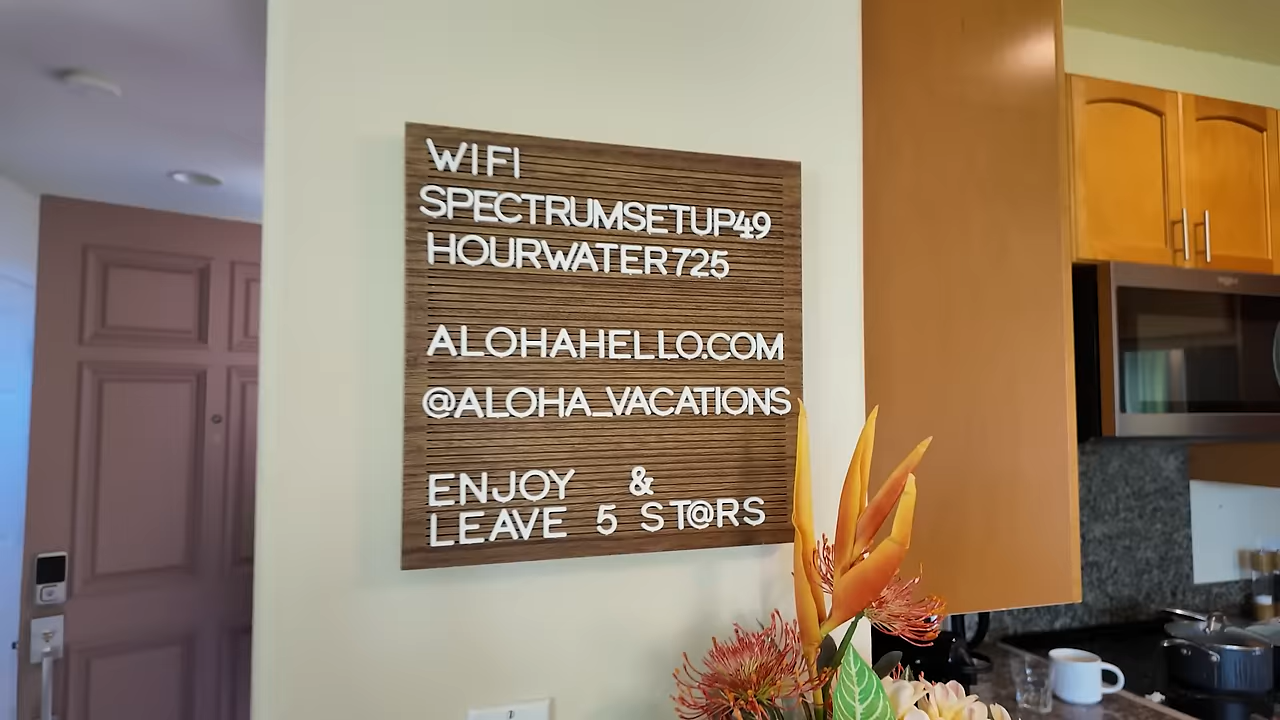 WIFI
SPECTRUMSETUP49
HOURWATER725
ALOHAHELLO.COM
@ALOHA_VACATIONS
ENJOY &
LEAVE 5 ST@RS